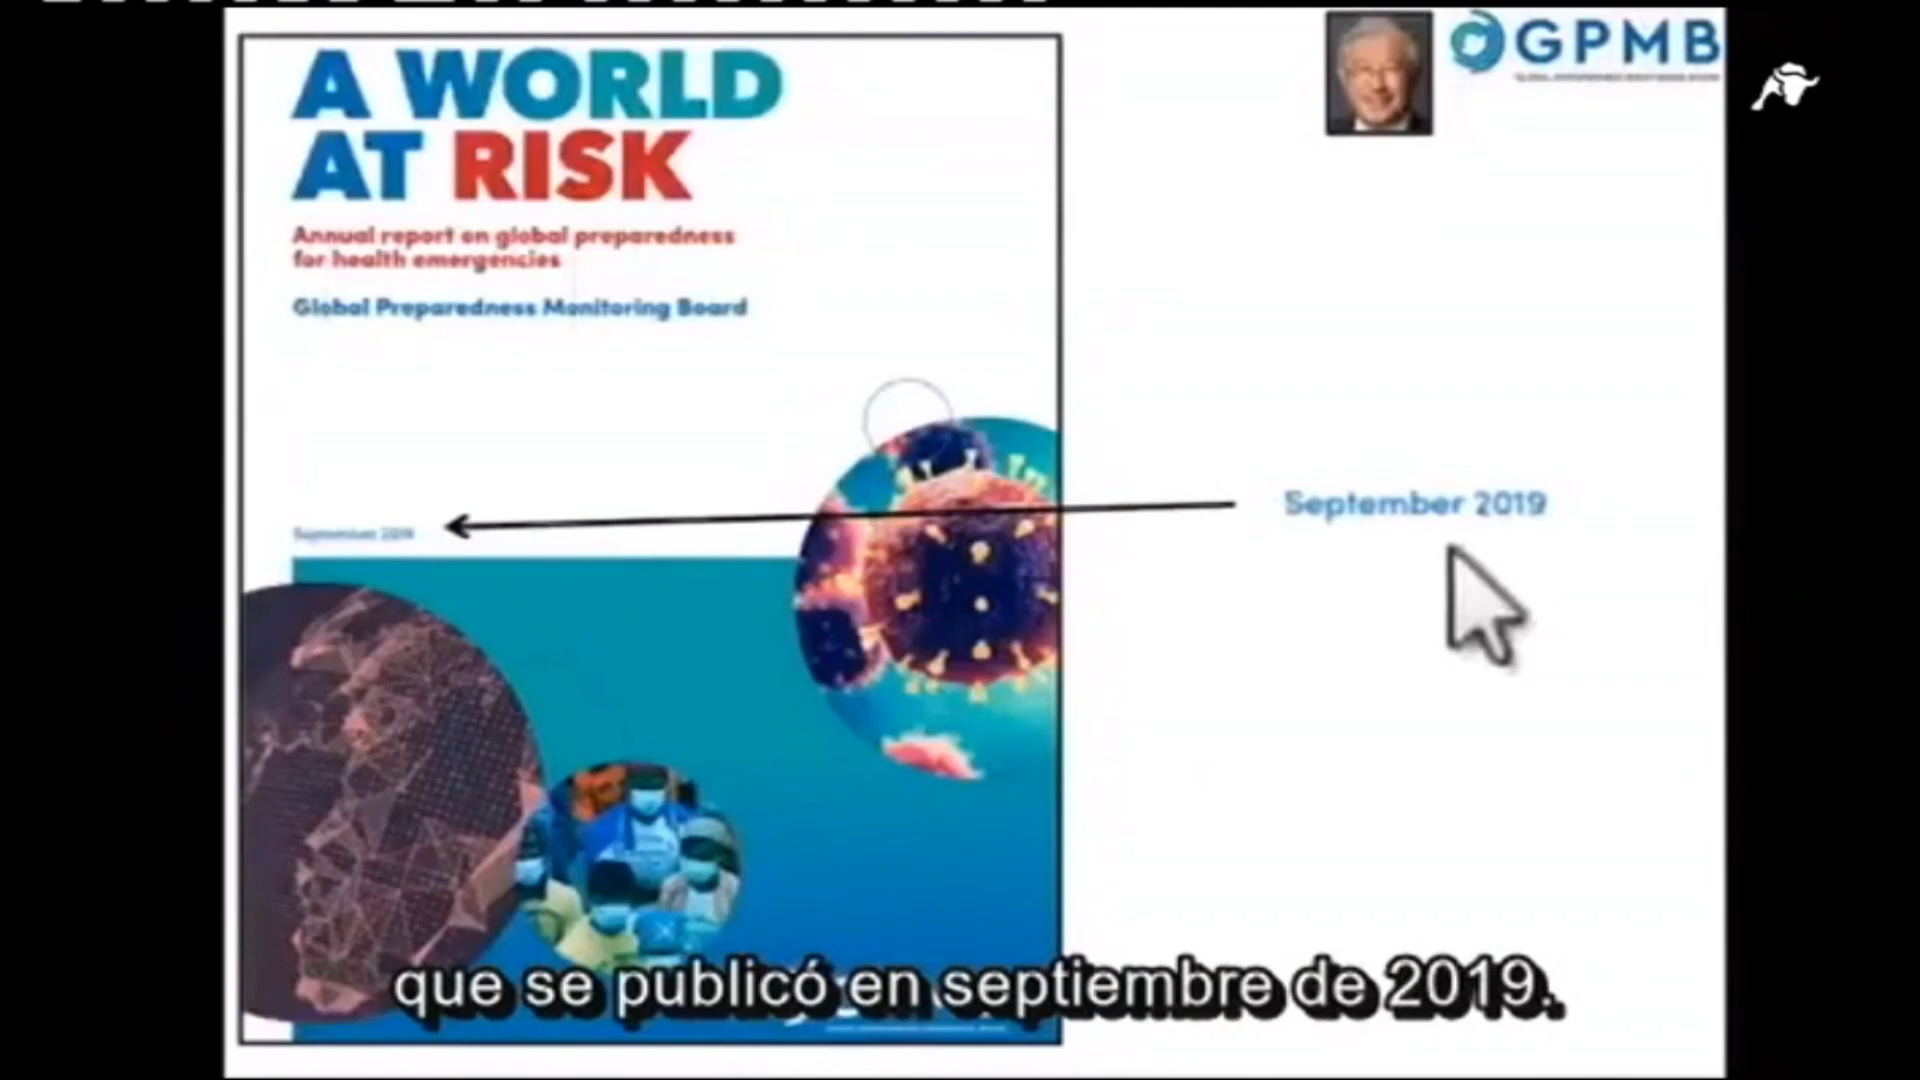 A WORLD
AT RISK
Annual report on global preparedness
for health emergencies
Global Preparedness Monitoring Board
September 2019
GPMB
September 2019
que se publicó en septiembre de 2019.